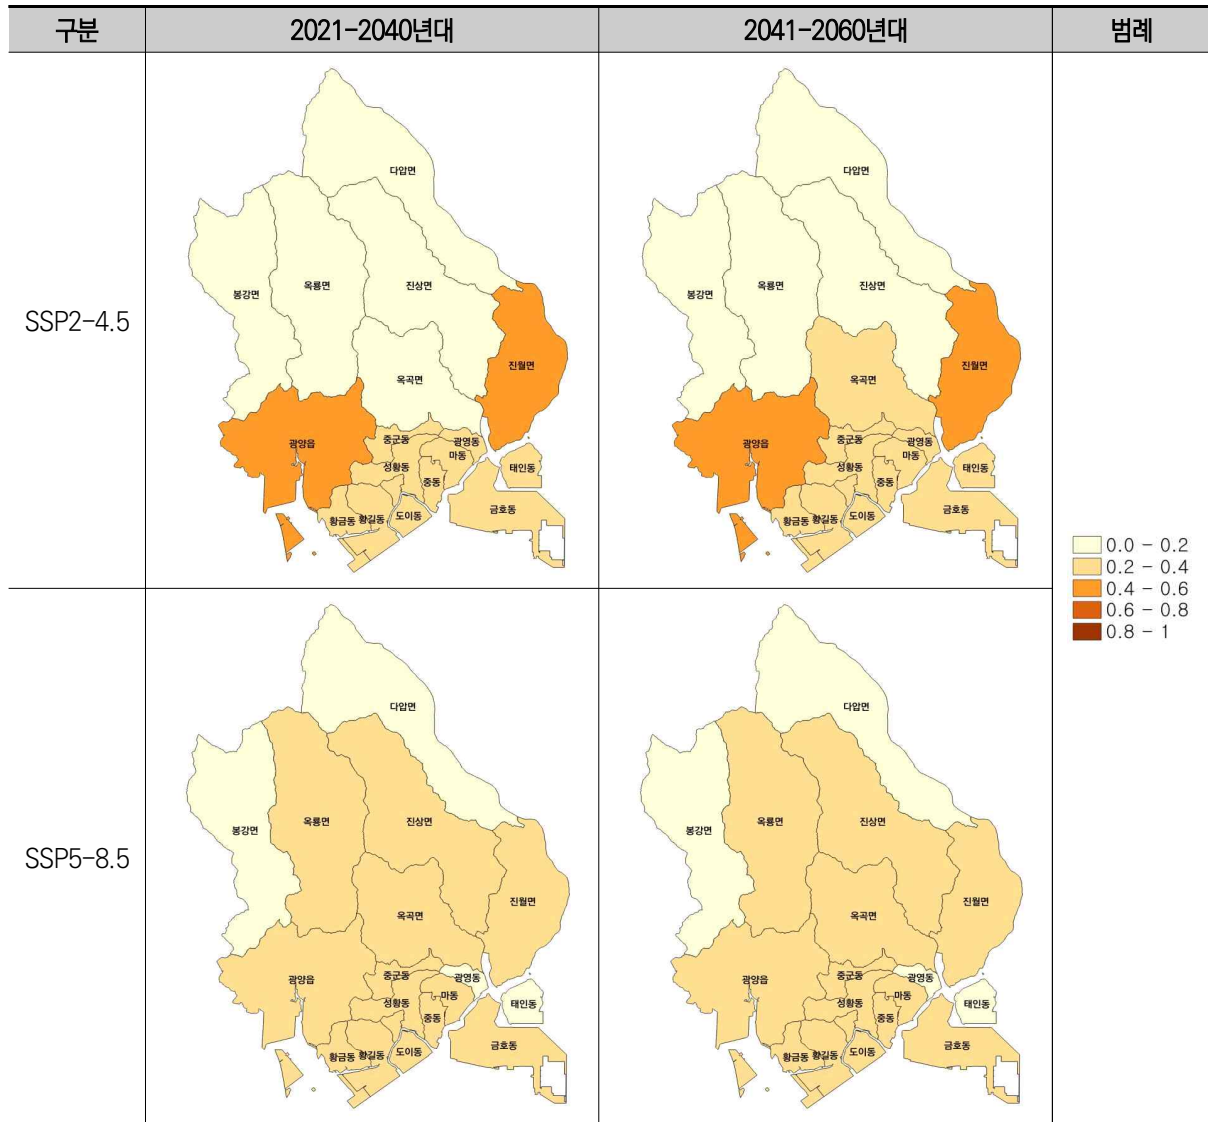 구분 2021-2040년대 2041-2060년대 범례
SSP2-4.5
다압면
봉강면
옥룡면
진상면
진월면
옥곡면
광양읍
중군동
광영동
마동
성황동
중동
태인동
금호동
황금동
황길동
도이동
다압면
봉강면
옥룡면
진상면
진월면
옥곡면
광양읍
중군동
광영동
마동
성황동
중동
태인동
금호동
황금동
황길동
도이동
0.0 - 0.2
0.2 - 0.4
0.4 - 0.6
0.6 - 0.8
0.8 - 1
SSP5-8.5
다압면
봉강면
옥룡면
진상면
진월면
옥곡면
광양읍
중군동
광영동
마동
성황동
중동
태인동
금호동
황금동
황길동
도이동
다압면
봉강면
옥룡면
진상면
진월면
옥곡면
광양읍
중군동
광영동
마동
성황동
중동
태인동
금호동
황금동
황길동
도이동